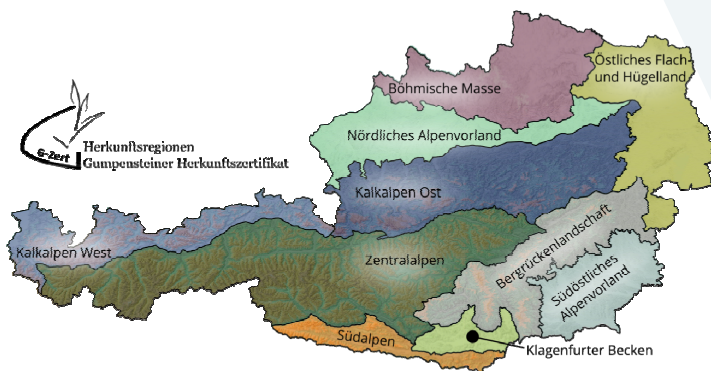 Östliches Flach-
und Hügelland
Böhmische Masse
Nördliches Alpenvorland
G-Zert
Herkunftsregionen
Gumpensteiner Herkunftszertifikat
Kalkalpen Ost
Kalkalpen West
Zentralalpen
Bergrückenlandschaft
Südöstliches
Alpenvorland
Südalpen
Klagenfurter Becken